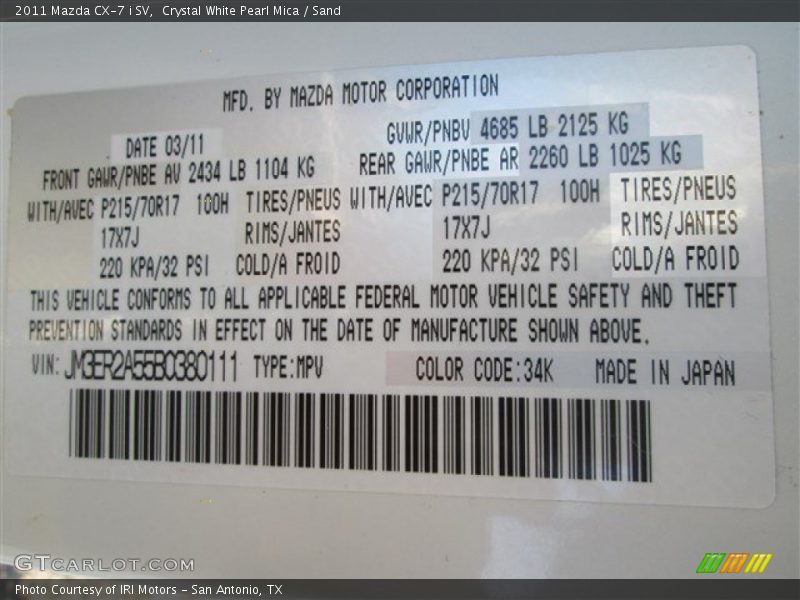 2011 Mazda CX-7 i SV, Crystal White Pearl Mica / Sand
MFD. BY MAZDA MOTOR CORPORATION
DATE 03/11 GVWR/PNBV 4685 LB 2125 KG
FRONT GAWR/PNBE AV 2434 LB 1104 KG REAR GAWR/PNBE AR 2260 LB 1025 KG
WITH/AVEC P215/70R17 100H TIRES/PNEUS WITH/AVEC P215/70R17 100H TIRES/PNEUS
17X7J RIMS/JANTES 17X7J RIMS/JANTES
220 KPA/32 PSI COLD/A FROID 220 KPA/32 PSI COLD/A FROID
THIS VEHICLE CONFORMS TO ALL APPLICABLE FEDERAL MOTOR VEHICLE SAFETY AND THEFT
PREVENTION STANDARDS IN EFFECT ON THE DATE OF MANUFACTURE SHOWN ABOVE.
VIN: JM3ER2A55B0380111 TYPE:MPV COLOR CODE:34K MADE IN JAPAN
GTCARLOT.COM
Photo Courtesy of IRI Motors - San Antonio, TX